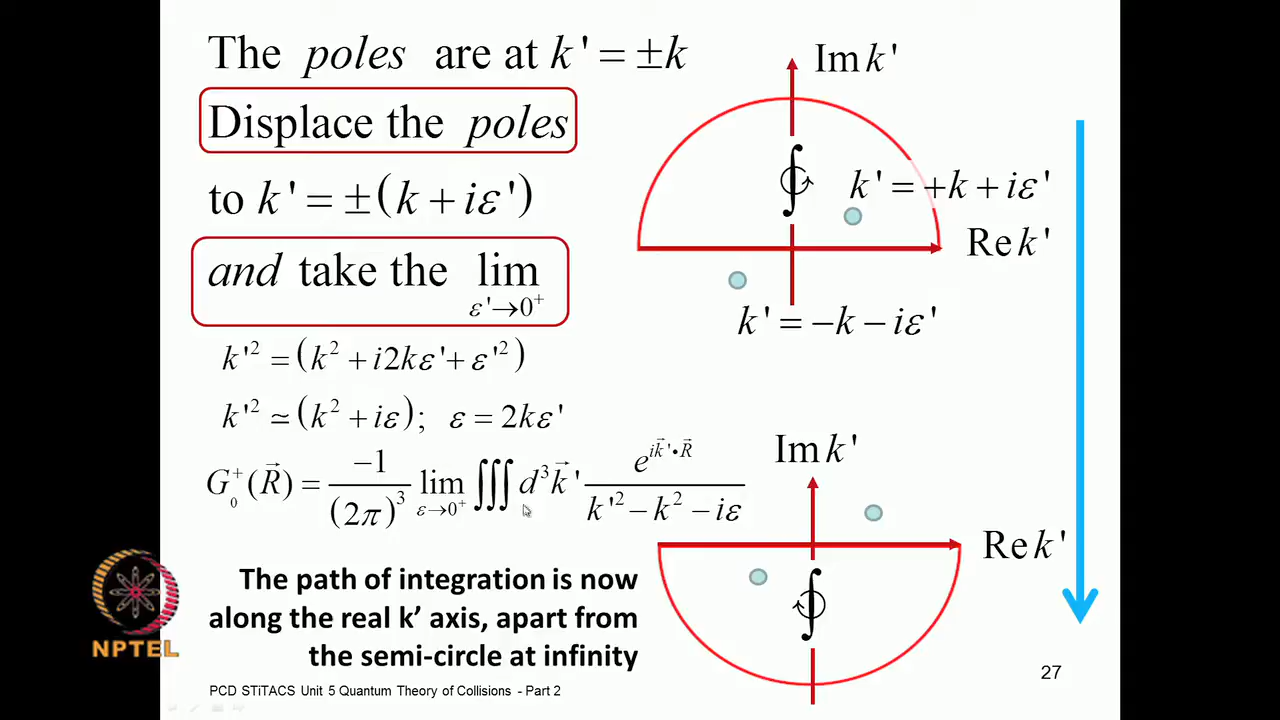 The poles are at k' = ±k
Displace the poles
to k' = ±(k + iε')
and take the lim ε'→0⁺
k'² = (k² + i2kε' + ε'²)
k'² ≃ (k² + iε); ε = 2kε'
G₀⁺(R⃗) = −1/(2π)³ lim ε→0⁺ ∭ d³k⃗' e^{ik⃗'•R⃗}/(k'² − k² − iε)
The path of integration is now
along the real k’ axis, apart from
the semi-circle at infinity
Im k'
∮
k' = +k + iε'
Re k'
k' = −k − iε'
Im k'
Re k'
∮
NPTEL
PCD STiTACS Unit 5 Quantum Theory of Collisions - Part 2
27